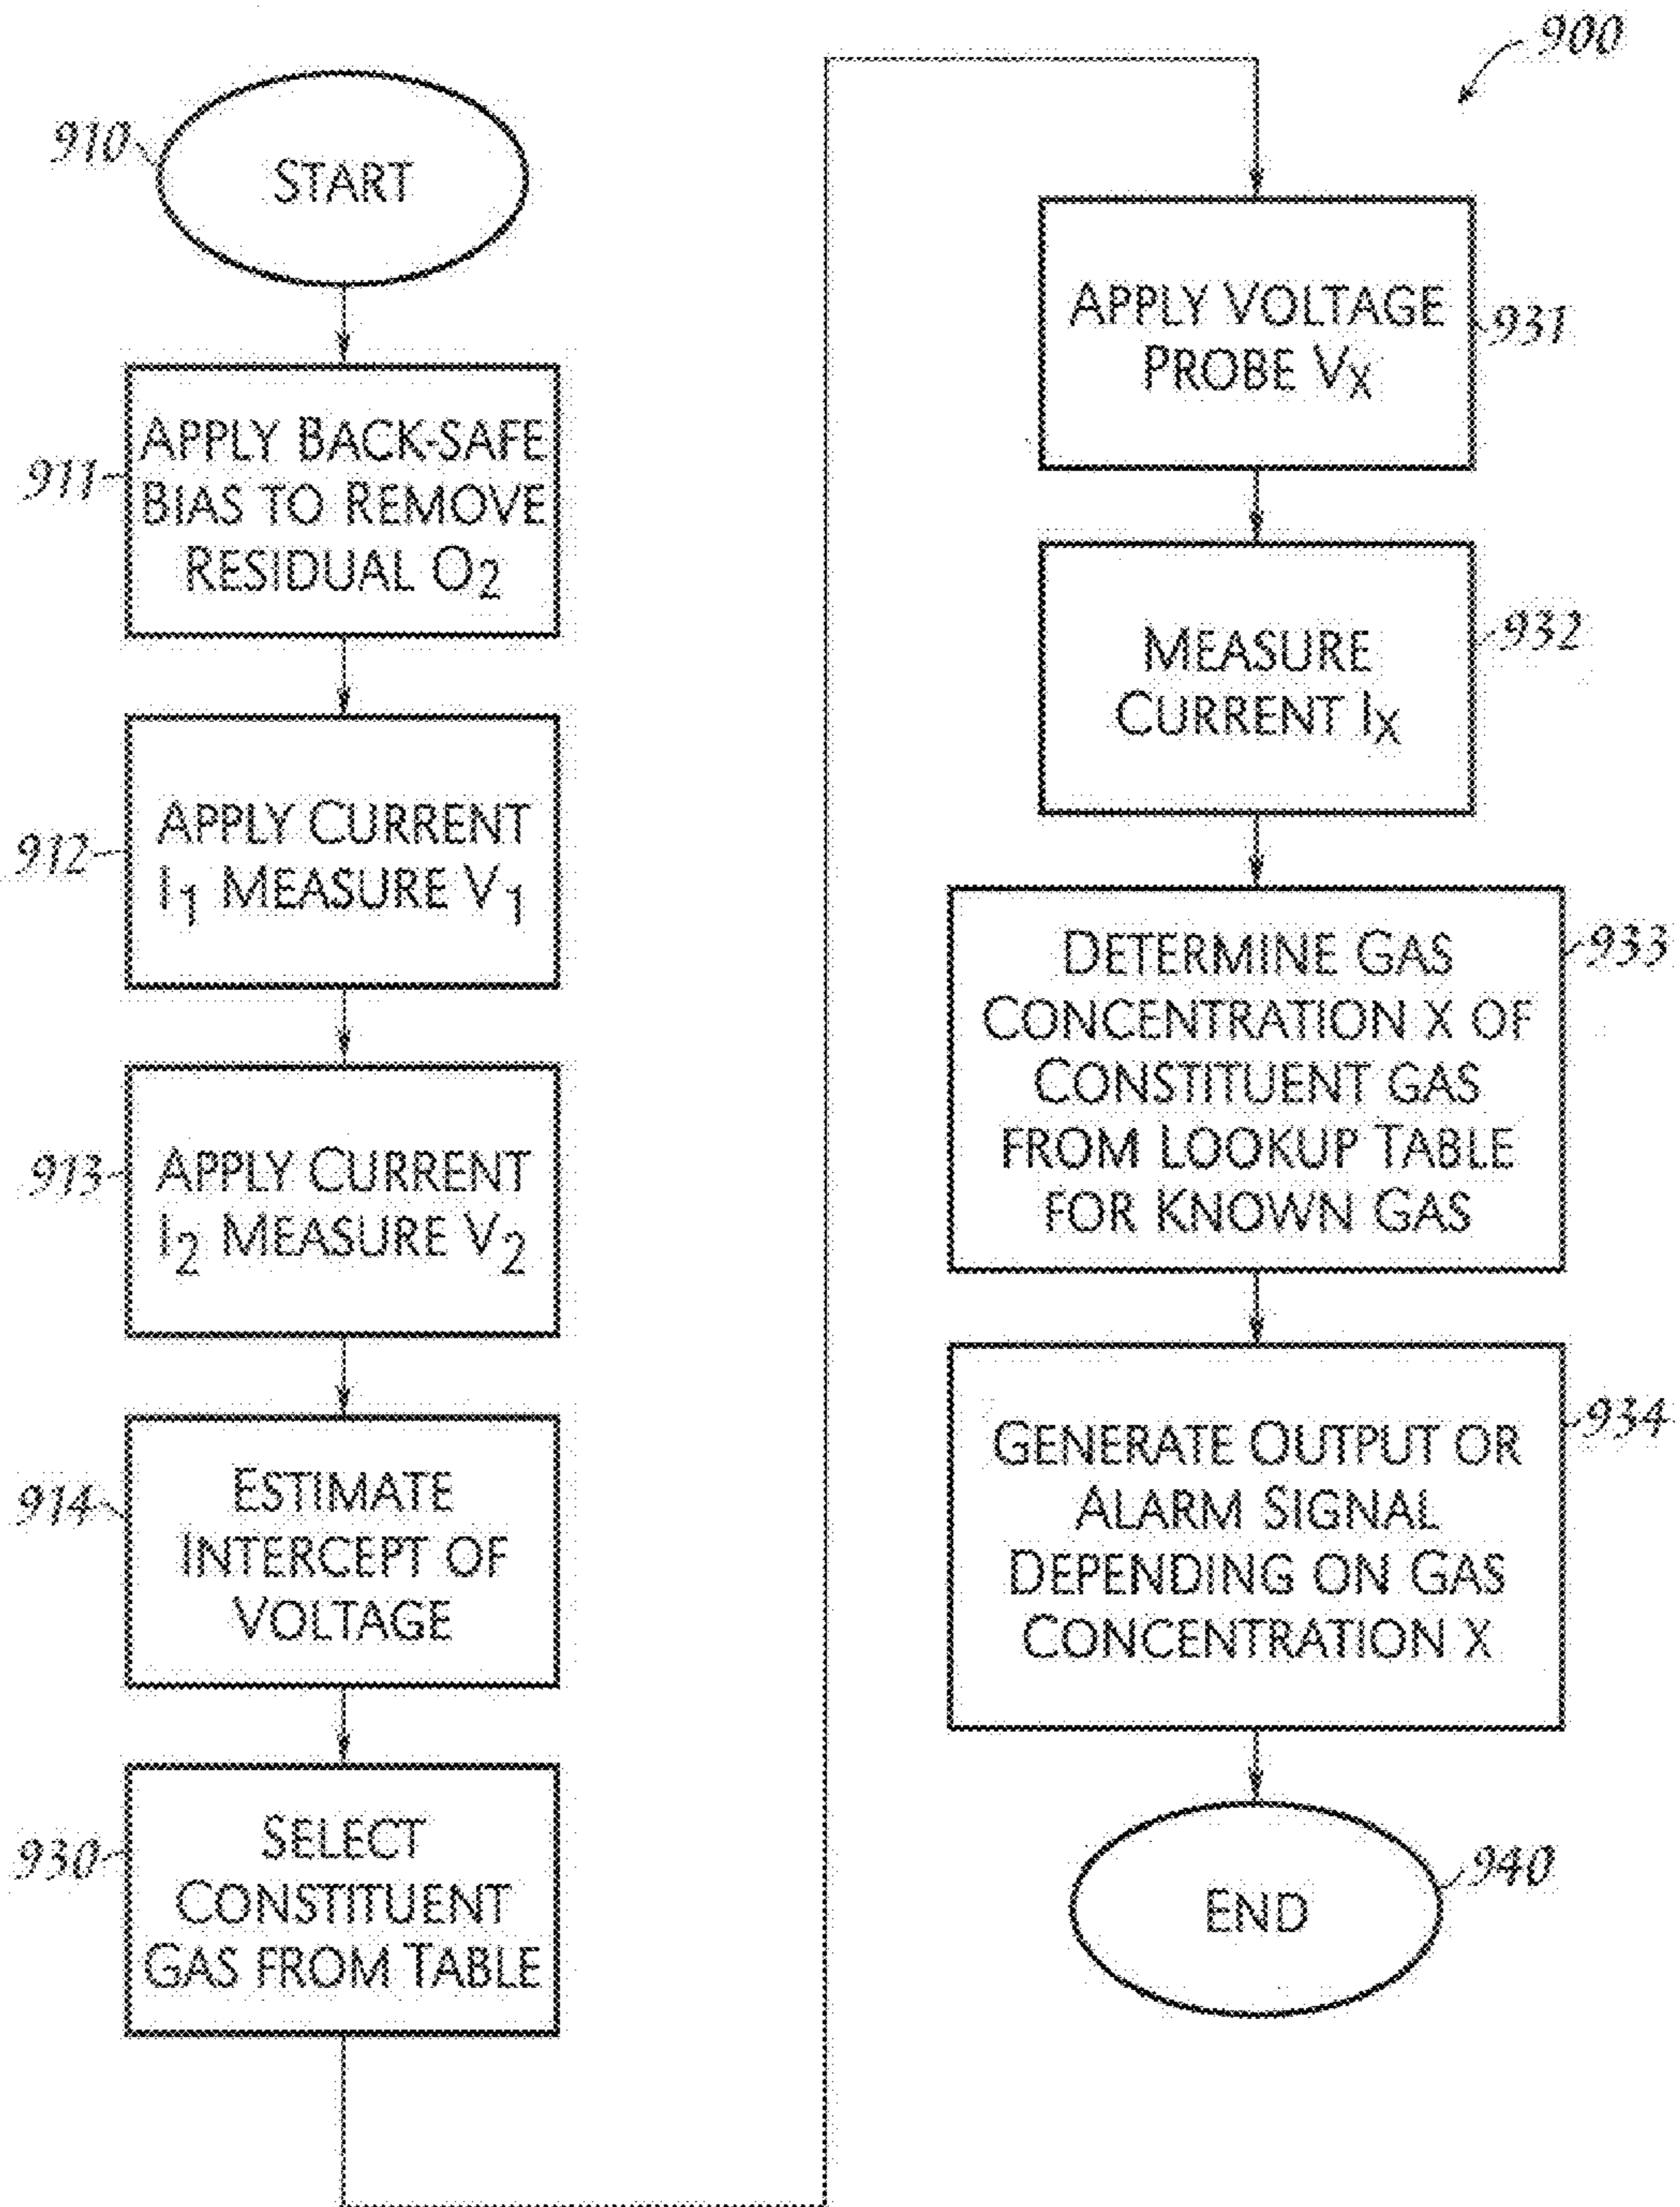 900
910
START
911
APPLY BACK-SAFE
BIAS TO REMOVE
RESIDUAL O2
912
APPLY CURRENT
I1 MEASURE V1
913
APPLY CURRENT
I2 MEASURE V2
914
ESTIMATE
INTERCEPT OF
VOLTAGE
930
SELECT
CONSTITUENT
GAS FROM TABLE
APPLY VOLTAGE
PROBE VX
931
MEASURE
CURRENT IX
932
DETERMINE GAS
CONCENTRATION X OF
CONSTITUENT GAS
FROM LOOKUP TABLE
FOR KNOWN GAS
933
GENERATE OUTPUT OR
ALARM SIGNAL
DEPENDING ON GAS
CONCENTRATION X
934
END
940